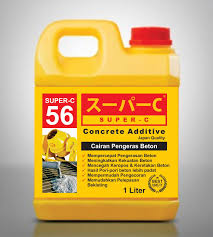 SUPER-C
56
スーパーC
SUPER-C
Concrete Additive
Japan Quality
Cairan Pengeras Beton
• Mempercepat Pengerasan Beton
• Meningkatkan Kekuatan Beton
• Mencegah Keropos & Keretakan Beton
• Hasil Pori-pori beton lebih padat
• Mempermudah Pengecoran
• Memudahkan Pelepasan Bekisting
BEST
1 Liter